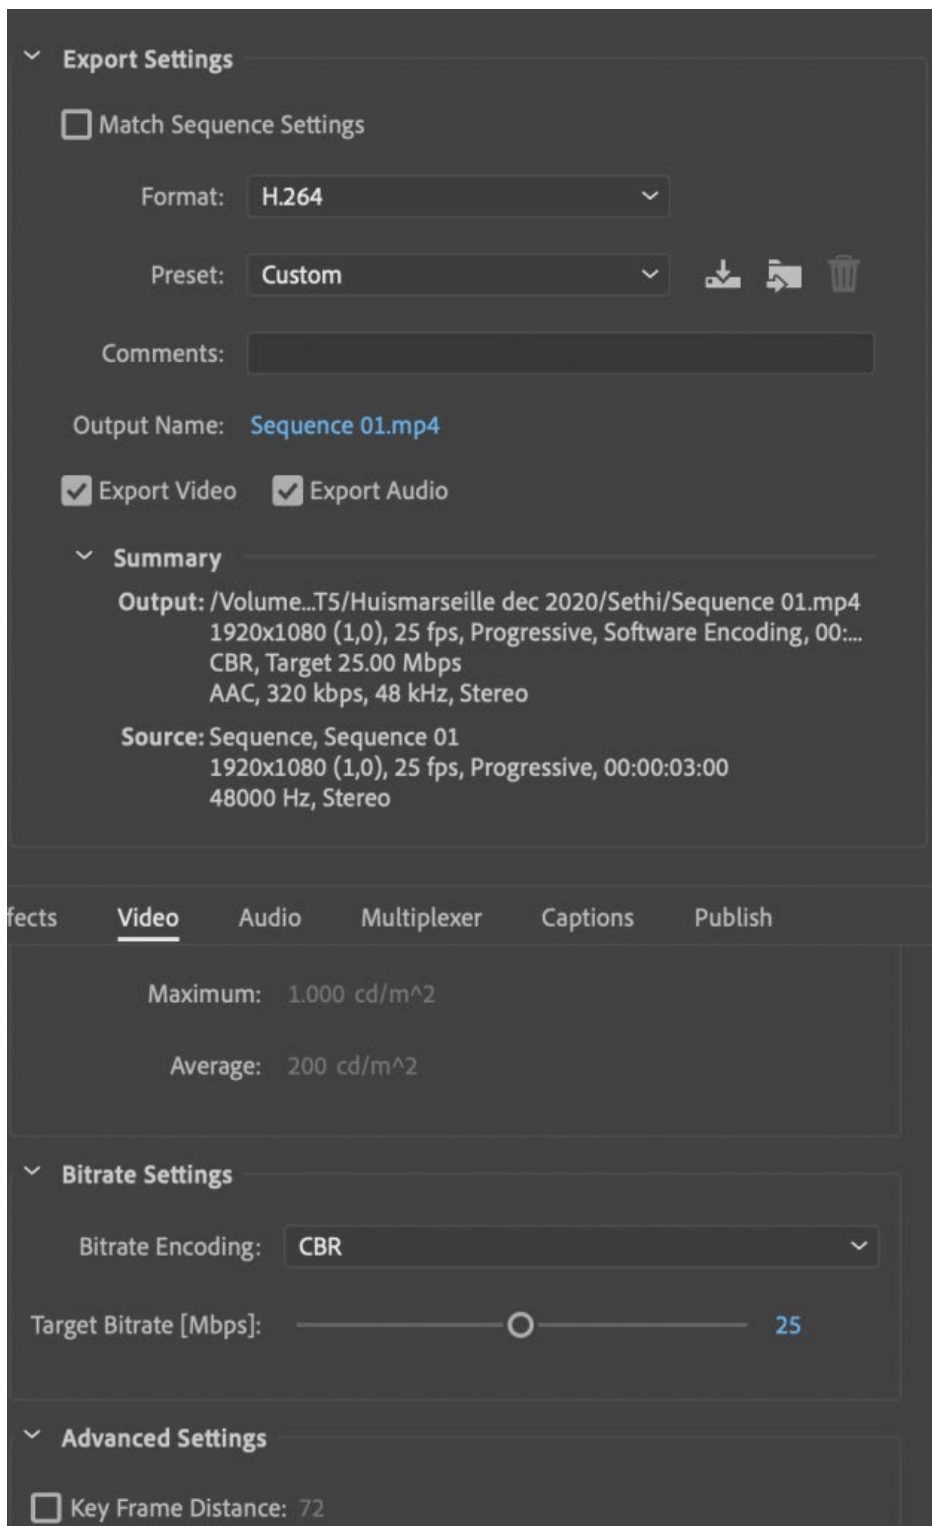 Export Settings
Match Sequence Settings
Format: H.264
Preset: Custom
Comments:
Output Name: Sequence 01.mp4
Export Video Export Audio
Summary
Output: /Volume...T5/Huismarseille dec 2020/Sethi/Sequence 01.mp4
1920x1080 (1,0), 25 fps, Progressive, Software Encoding, 00:...
CBR, Target 25.00 Mbps
AAC, 320 kbps, 48 kHz, Stereo
Source: Sequence, Sequence 01
1920x1080 (1,0), 25 fps, Progressive, 00:00:03:00
48000 Hz, Stereo
fects Video Audio Multiplexer Captions Publish
Maximum: 1.000 cd/m^2
Average: 200 cd/m^2
Bitrate Settings
Bitrate Encoding: CBR
Target Bitrate [Mbps]: 25
Advanced Settings
Key Frame Distance: 72